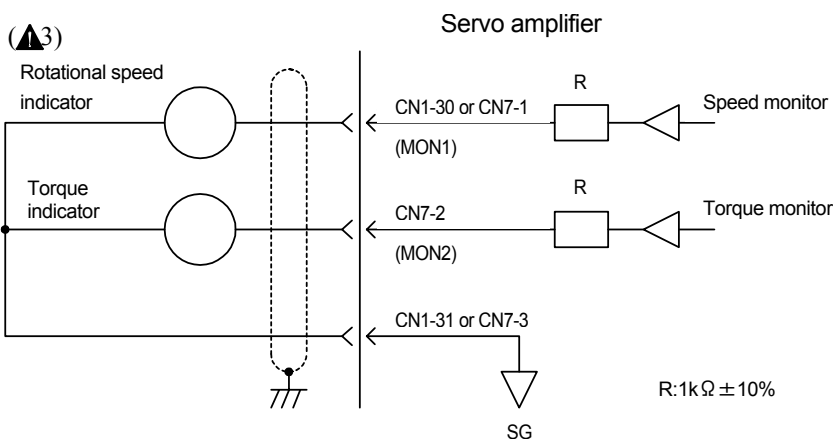 Servo amplifier
(⚠3)
Rotational speed
indicator
CN1-30 or CN7-1
(MON1)
R
Speed monitor
Torque
indicator
CN7-2
(MON2)
R
Torque monitor
CN1-31 or CN7-3
SG
R:1kΩ±10%